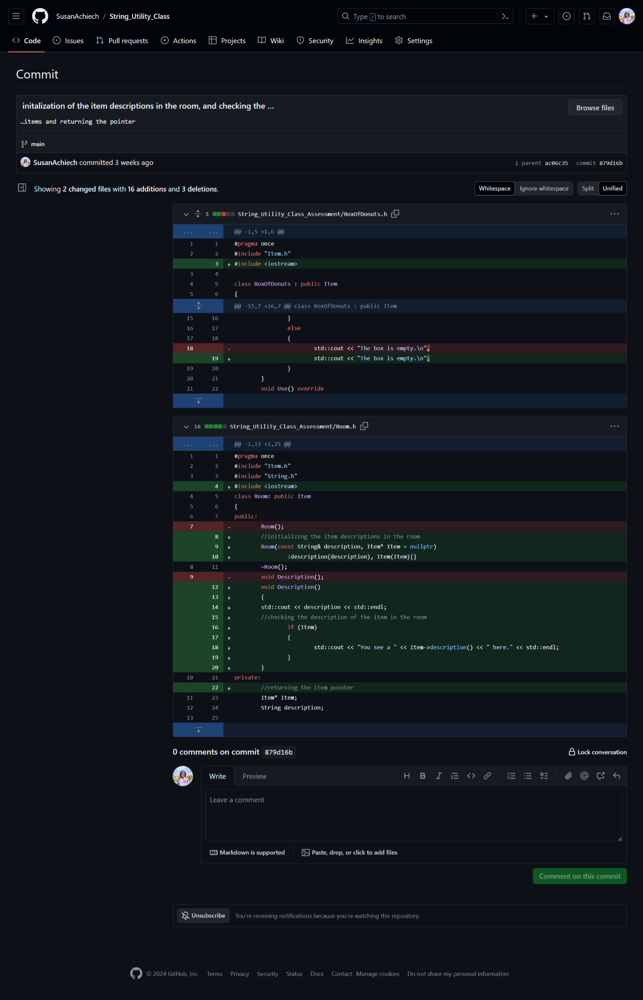 SusanAchiech / String_Utility_Class
Type / to search
Code Issues Pull requests Actions Projects Wiki Security Insights Settings
Commit
initalization of the item descriptions in the room, and checking the ...
Browse files
…items and returning the pointer
main
SusanAchiech committed 3 weeks ago
1 parent ac06c35 commit 879d16b
Showing 2 changed files with 16 additions and 3 deletions.
Whitespace Ignore whitespace Split Unified
3 String_Utility_Class_Assessment/BoxOfDonuts.h
... ... @@ -1,5 +1,6 @@
1 1 #pragma once
2 2 #include "Item.h"
3 + #include <iostream>
3 4
4 5 class BoxOfDonuts : public Item
5 6 {
@@ -15,7 +16,7 @@ class BoxOfDonuts : public Item
15 16 }
16 17 else
17 18 {
18 - std::cout << "The box is empty.\n",
19 + std::cout << "The box is empty.\n";
19 20 }
20 21 }
21 22 void Use() override
16 String_Utility_Class_Assessment/Room.h
... ... @@ -1,13 +1,25 @@
1 1 #pragma once
2 2 #include "Item.h"
3 3 #include "String.h"
4 + #include <iostream>
4 5 class Room: public Item
5 6 {
6 7 public:
7 - Room();
8 + //initializing the item descriptions in the room
9 + Room(const String& description, Item* Item = nullptr)
10 + :description(description), Item(Item){}
8 11 ~Room();
9 - void Description();
12 + void Description()
13 + {
14 + std::cout << description << std::endl;
15 + //checking the description of the item in the room
16 + if (Item)
17 + {
18 + std::cout << "You see a " << Item->description() << " here." << std::endl;
19 + }
20 + }
10 21 private:
22 + //returning the item pointer
11 23 Item* Item;
12 24 String description;
13 25
0 comments on commit 879d16b
Lock conversation
Write Preview
Leave a comment
Markdown is supported
Paste, drop, or click to add files
Comment on this commit
Unsubscribe You're receiving notifications because you're watching this repository.
© 2024 GitHub, Inc. Terms Privacy Security Status Docs Contact Manage cookies Do not share my personal information